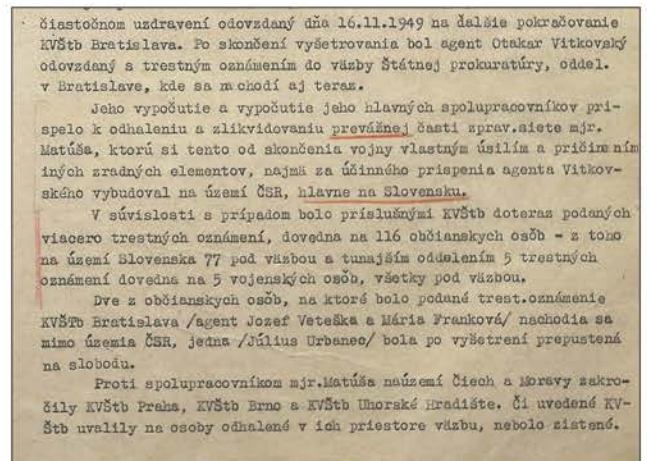 čiastočnom uzdravení odovzdaný dňa 16.11.1949 na ďalšie pokračovanie
KVŠtb Bratislava. Po skončení vyšetrovania bol agent Otakar Vitkovský
odovzdaný s trestným oznámením do väzby Štátnej prokuratúry, oddel.
v Bratislave, kde sa nachodí aj teraz.
Jeho vypočutie a vypočutie jeho hlavných spolupracovníkov pri-
spelo k odhaleniu a zlikvidovaniu prevážnej časti zprav.siete mjr.
Matúša, ktorú si tento od skončenia vojny vlastným úsilím a pričinením
iných zradných elementov, najmä za účinného prispenia agenta Vitkov-
ského vybudoval na území ČSR, hlavne na Slovensku.
V súvislosti s prípadom bolo príslušnými KVŠtb doteraz podaných
viacero trestných oznámení, dovedna na 116 občianskych osôb - z toho
na území Slovenska 77 pod väzbou a tunajším oddelením 5 trestných
oznámení dovedna na 5 vojenských osôb, všetky pod väzbou.
Dve z občianskych osôb, na ktoré bolo podané trest.oznámenie
KVŠTb Bratislava /agent Jozef Veteška a Mária Franková/ nachodia sa
mimo územia ČSR, jedna /Július Urbanec/ bola po vyšetrení prepustená
na slobodu.
Proti spolupracovníkom mjr.Matúša naúzemí Čiech a Moravy zakro-
čily KVŠtb Praha, KVŠtb Brno a KVŠtb Uhorské Hradište. Či uvedené KV-
Štb uvalily na osoby odhalené v ich priestore väzbu, nebolo zistené.